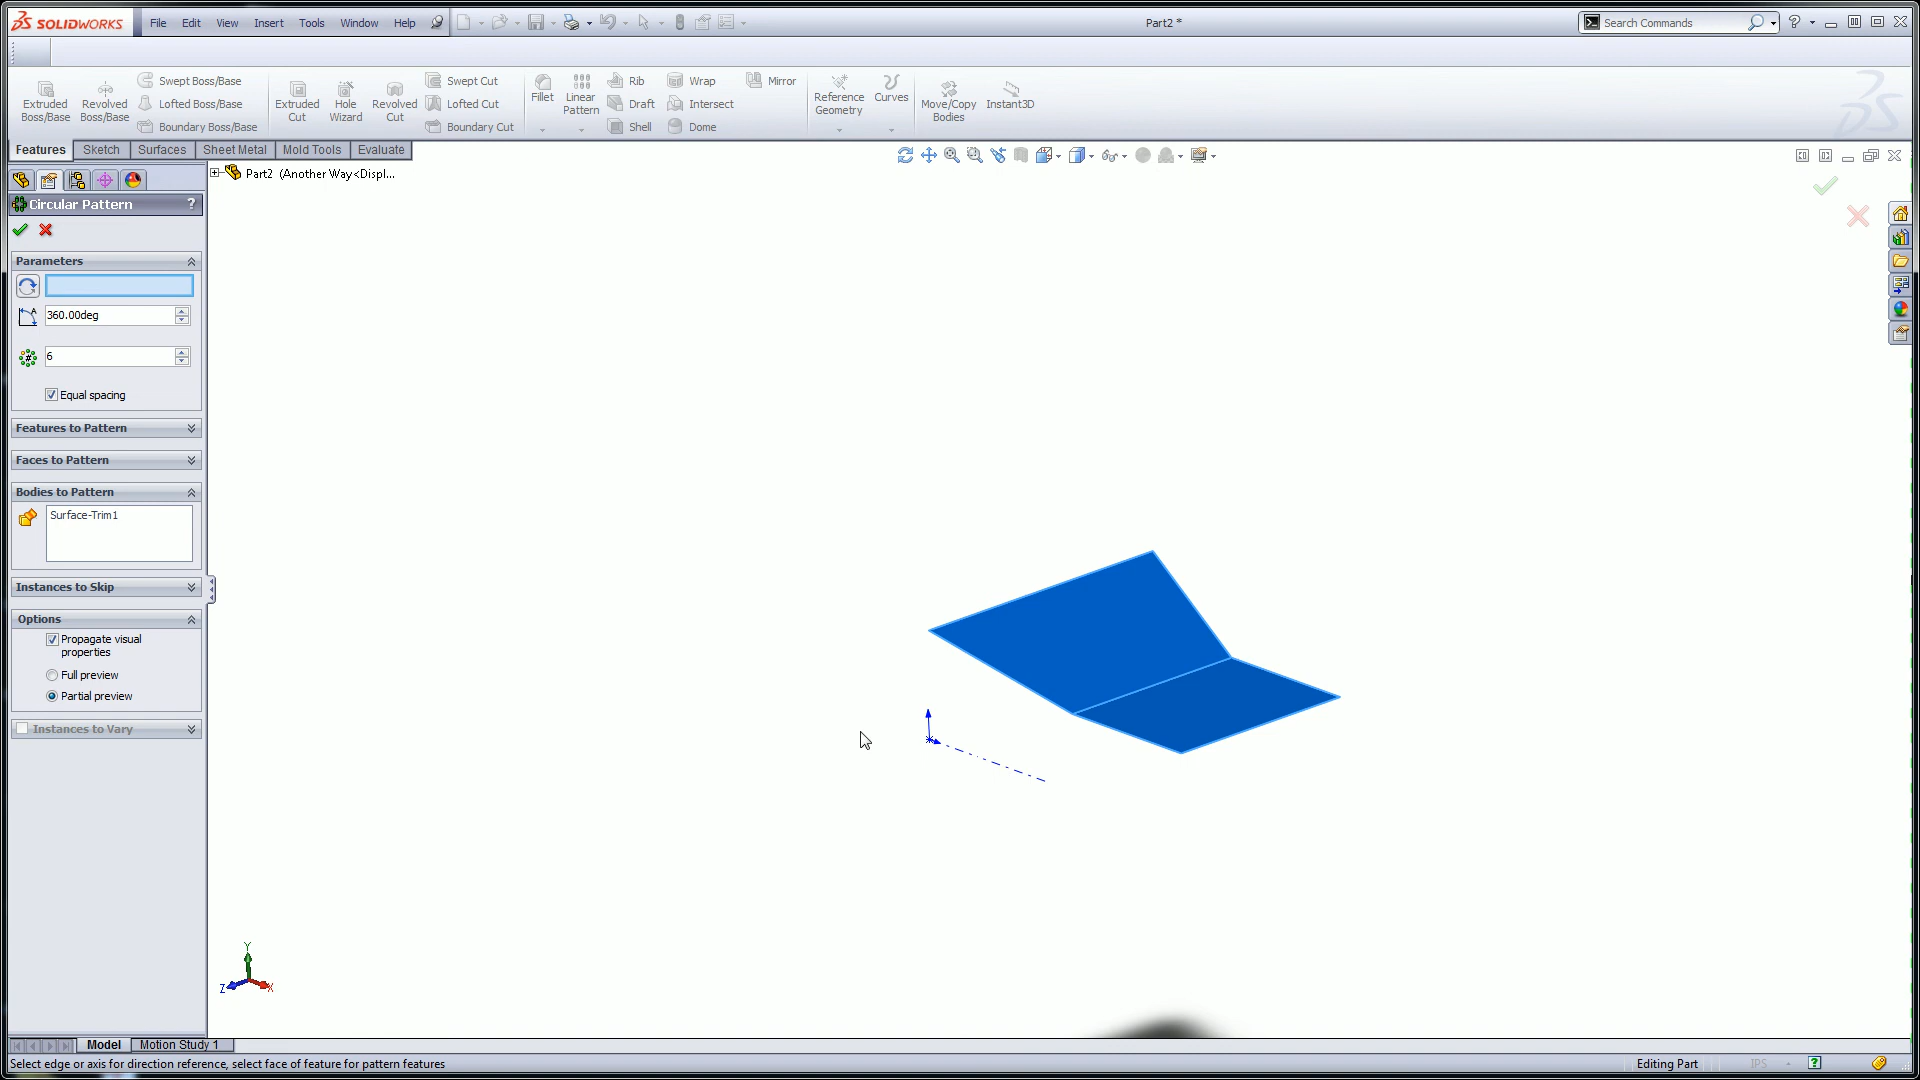 SOLIDWORKS File Edit View Insert Tools Window Help Part2 * Search Commands
Extruded Boss/Base
Revolved Boss/Base
Swept Boss/Base
Lofted Boss/Base
Boundary Boss/Base
Extruded Cut
Hole Wizard
Revolved Cut
Swept Cut
Lofted Cut
Boundary Cut
Fillet
Linear Pattern
Rib
Draft
Shell
Wrap
Intersect
Dome
Mirror
Reference Geometry
Curves
Move/Copy Bodies
Instant3D
Features Sketch Surfaces Sheet Metal Mold Tools Evaluate
Part2 (Another Way<Displ...
Circular Pattern ?
Parameters
360.00deg
6
Equal spacing
Features to Pattern
Faces to Pattern
Bodies to Pattern
Surface-Trim1
Instances to Skip
Options
Propagate visual
properties
Full preview
Partial preview
Instances to Vary
Y
Z X
Model Motion Study 1
Select edge or axis for direction reference, select face of feature for pattern features Editing Part IPS